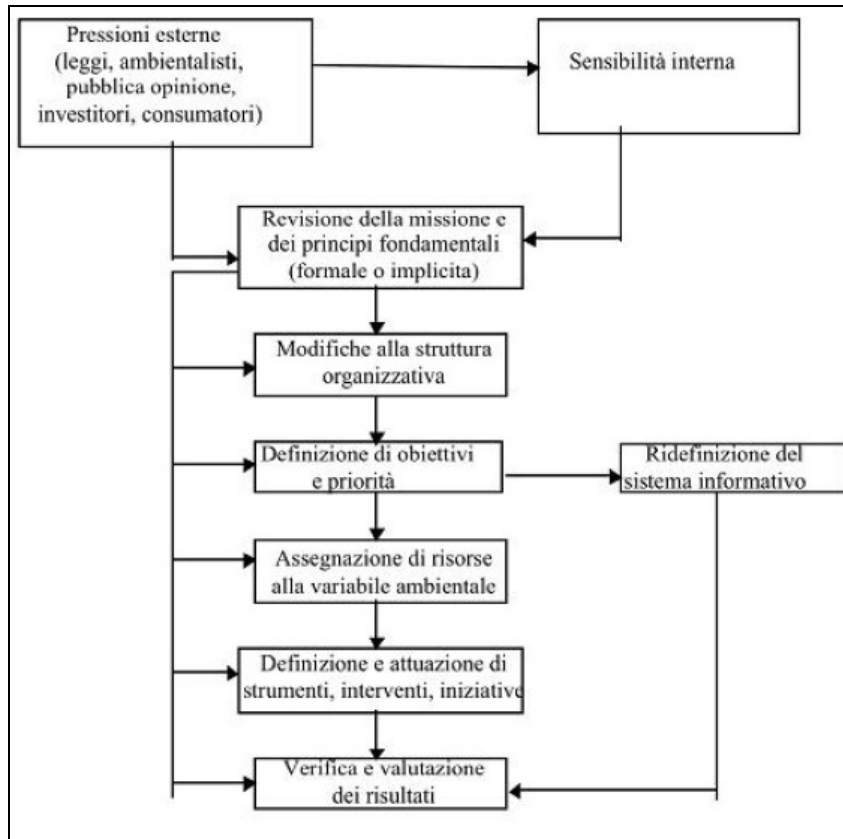 Pressioni esterne
(leggi, ambientalisti,
pubblica opinione,
investitori, consumatori)
Sensibilità interna
Revisione della missione e
dei principi fondamentali
(formale o implicita)
Modifiche alla struttura
organizzativa
Definizione di obiettivi
e priorità
Ridefinizione del
sistema informativo
Assegnazione di risorse
alla variabile ambientale
Definizione e attuazione di
strumenti, interventi, iniziative
Verifica e valutazione
dei risultati